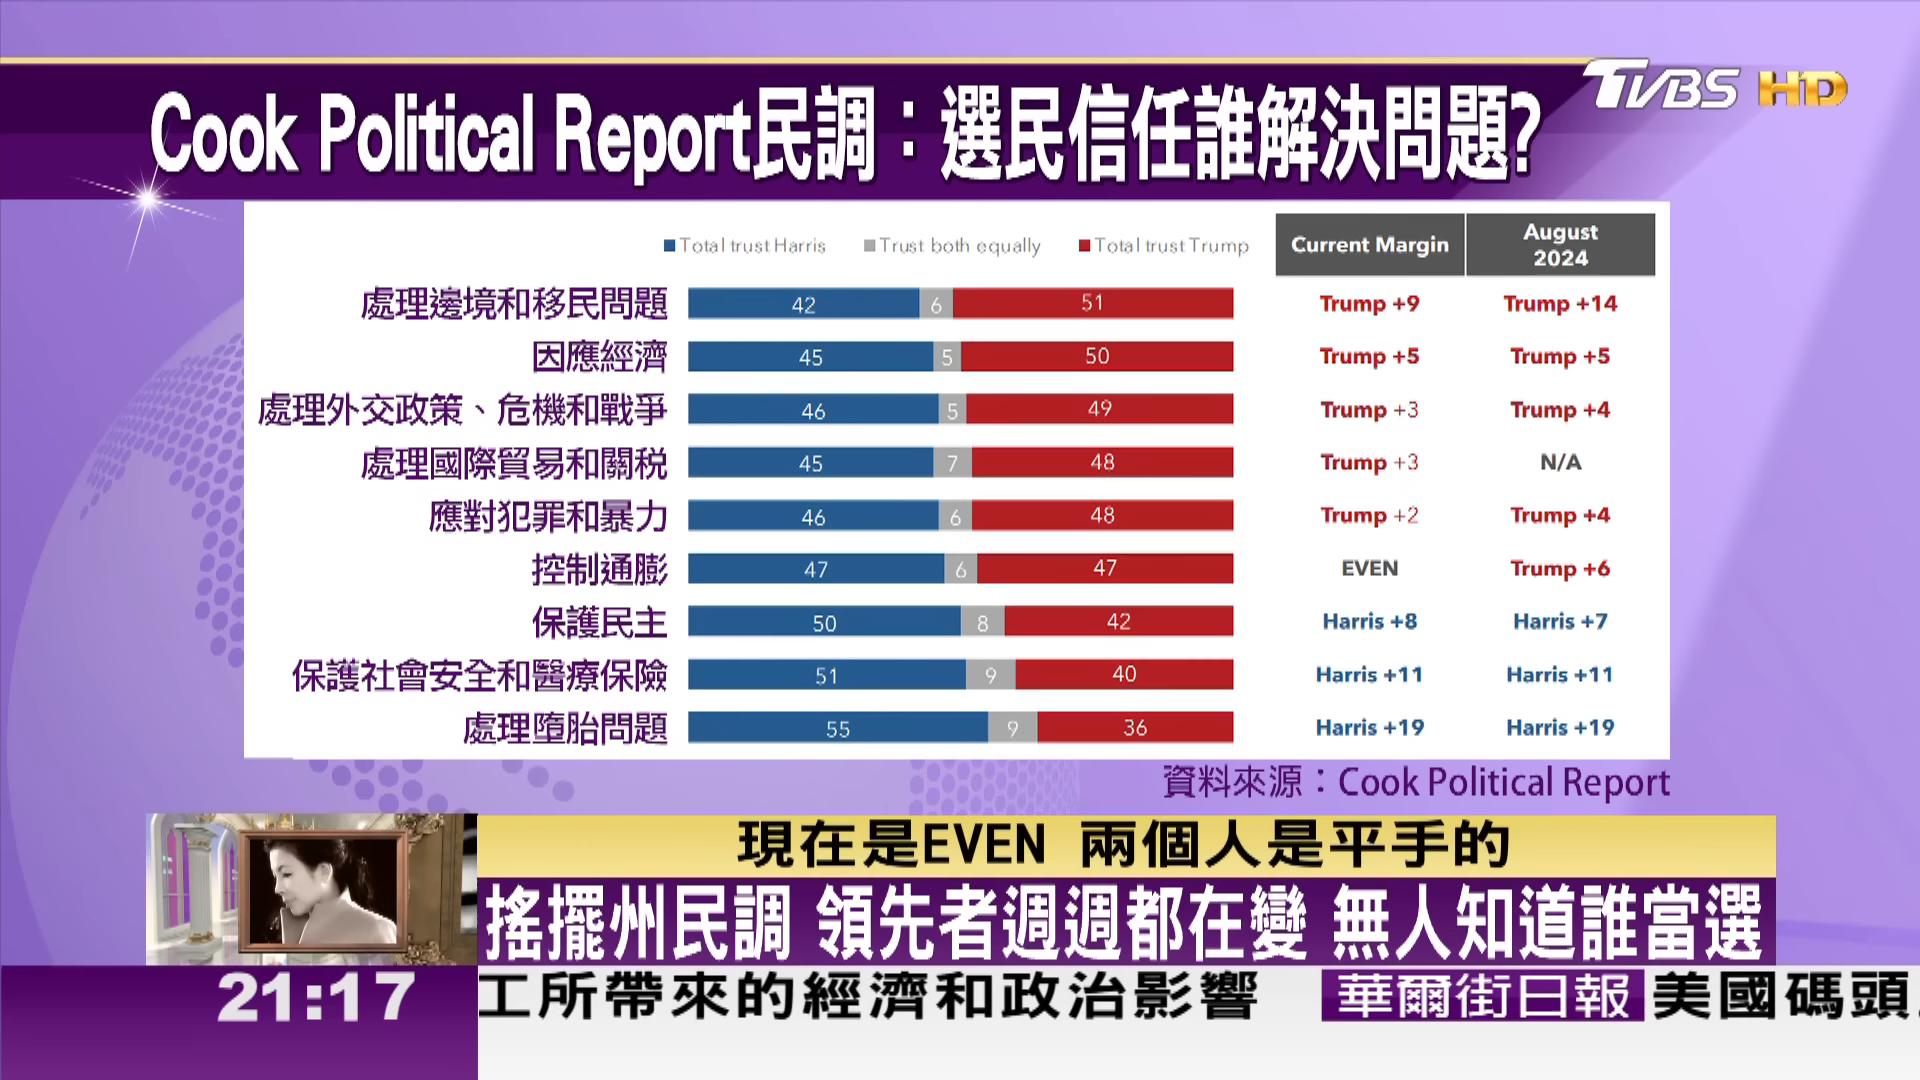 TVBS HD
Cook Political Report民調：選民信任誰解決問題?
Total trust Harris Trust both equally Total trust Trump Current Margin August 2024
處理邊境和移民問題 42 6 51 Trump +9 Trump +14
因應經濟 45 5 50 Trump +5 Trump +5
處理外交政策、危機和戰爭 46 5 49 Trump +3 Trump +4
處理國際貿易和關稅 45 7 48 Trump +3 N/A
應對犯罪和暴力 46 6 48 Trump +2 Trump +4
控制通膨 47 6 47 EVEN Trump +6
保護民主 50 8 42 Harris +8 Harris +7
保護社會安全和醫療保險 51 9 40 Harris +11 Harris +11
處理墮胎問題 55 9 36 Harris +19 Harris +19
資料來源：Cook Political Report
現在是EVEN 兩個人是平手的
搖擺州民調 領先者週週都在變 無人知道誰當選
21:17 工所帶來的經濟和政治影響 華爾街日報 美國碼頭